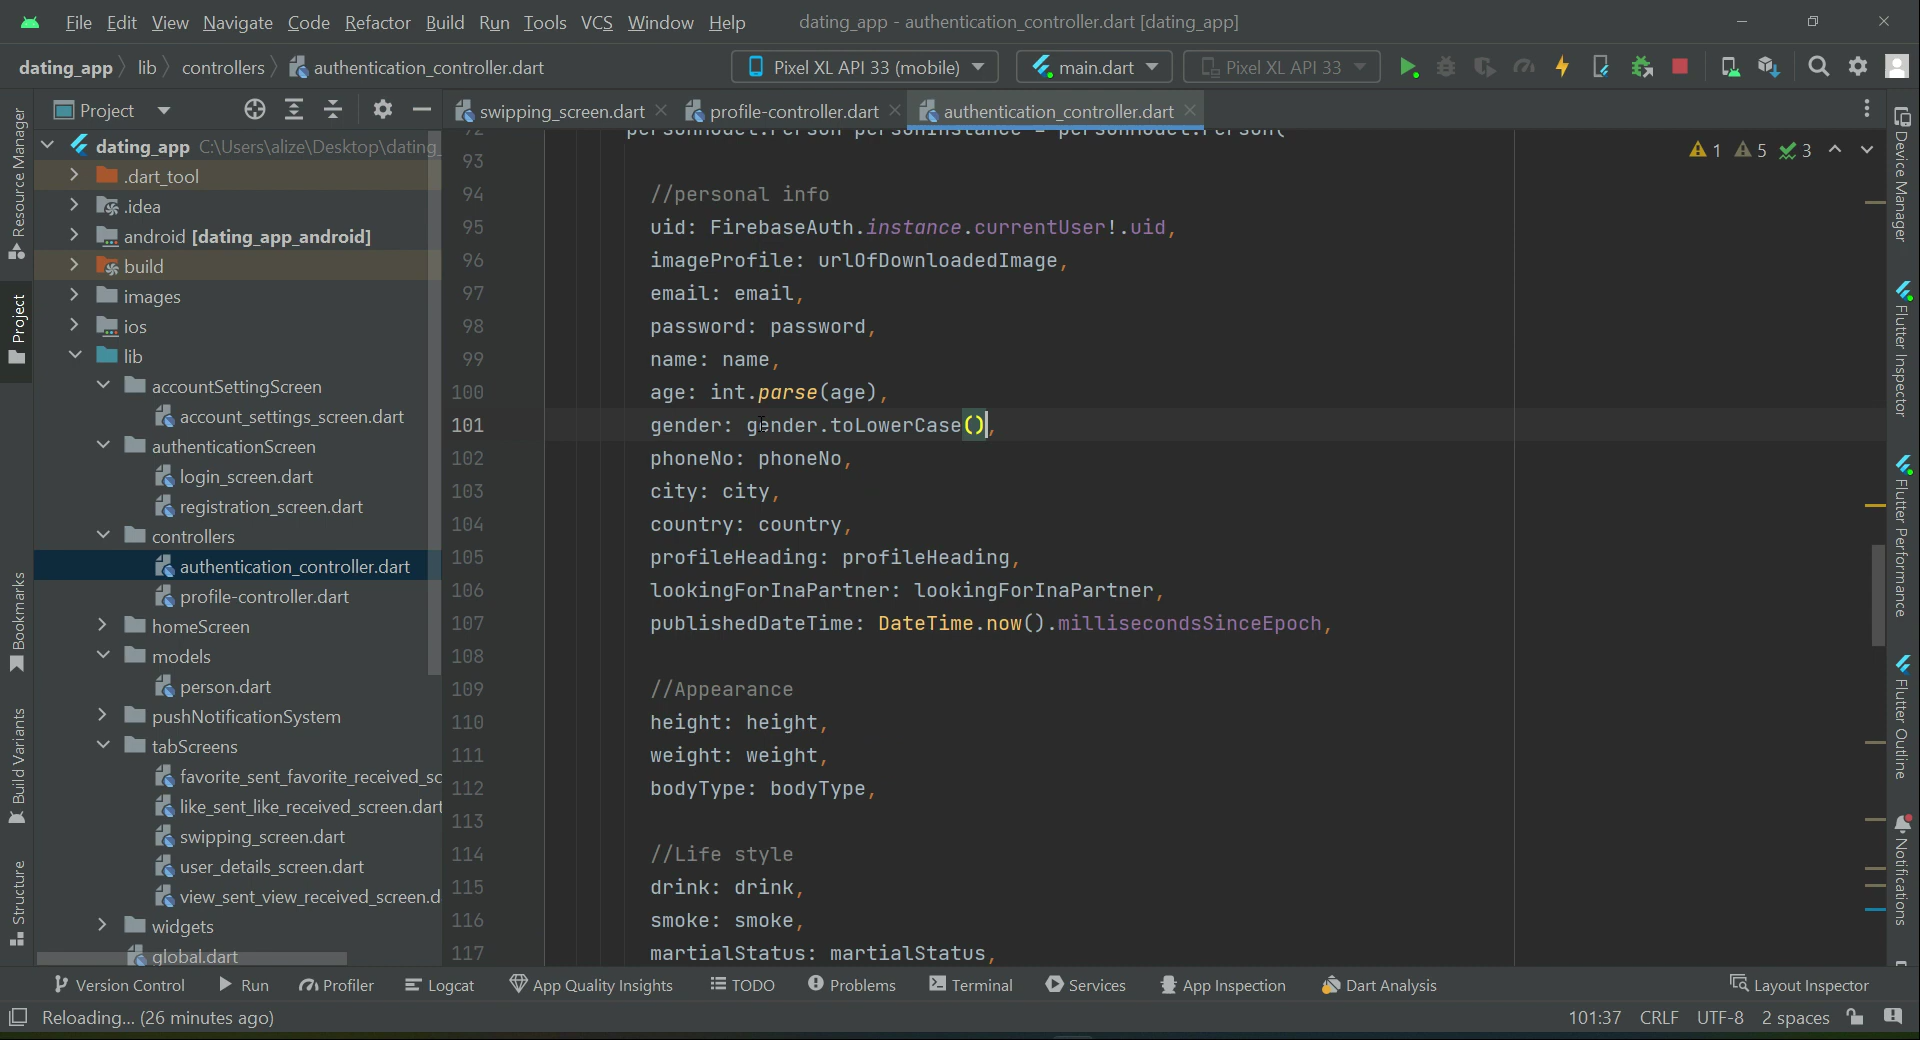 File Edit View Navigate Code Refactor Build Run Tools VCS Window Help dating_app - authentication_controller.dart [dating_app]
dating_app lib controllers authentication_controller.dart Pixel XL API 33 (mobile) main.dart Pixel XL API 33
Project swipping_screen.dart profile-controller.dart authentication_controller.dart
dating_app C:\Users\alize\Desktop\dating_
.dart_tool
.idea
android [dating_app_android]
build
images
ios
lib
accountSettingScreen
account_settings_screen.dart
authenticationScreen
login_screen.dart
registration_screen.dart
controllers
authentication_controller.dart
profile-controller.dart
homeScreen
models
person.dart
pushNotificationSystem
tabScreens
favorite_sent_favorite_received_sc
like_sent_like_received_screen.dart
swipping_screen.dart
user_details_screen.dart
view_sent_view_received_screen.d
widgets
global.dart
92 personModel.Person personInstance = personModel.Person(
93
94 //personal info
95 uid: FirebaseAuth.instance.currentUser!.uid,
96 imageProfile: urlOfDownloadedImage,
97 email: email,
98 password: password,
99 name: name,
100 age: int.parse(age),
101 gender: gender.toLowerCase(),
102 phoneNo: phoneNo,
103 city: city,
104 country: country,
105 profileHeading: profileHeading,
106 lookingForInaPartner: lookingForInaPartner,
107 publishedDateTime: DateTime.now().millisecondsSinceEpoch,
108
109 //Appearance
110 height: height,
111 weight: weight,
112 bodyType: bodyType,
113
114 //Life style
115 drink: drink,
116 smoke: smoke,
117 martialStatus: martialStatus,
1 5 3
Resource Manager
Project
Bookmarks
Build Variants
Structure
Device Manager
Flutter Inspector
Flutter Performance
Flutter Outline
Notifications
Version Control Run Profiler Logcat App Quality Insights TODO Problems Terminal Services App Inspection Dart Analysis Layout Inspector
Reloading... (26 minutes ago) 101:37 CRLF UTF-8 2 spaces